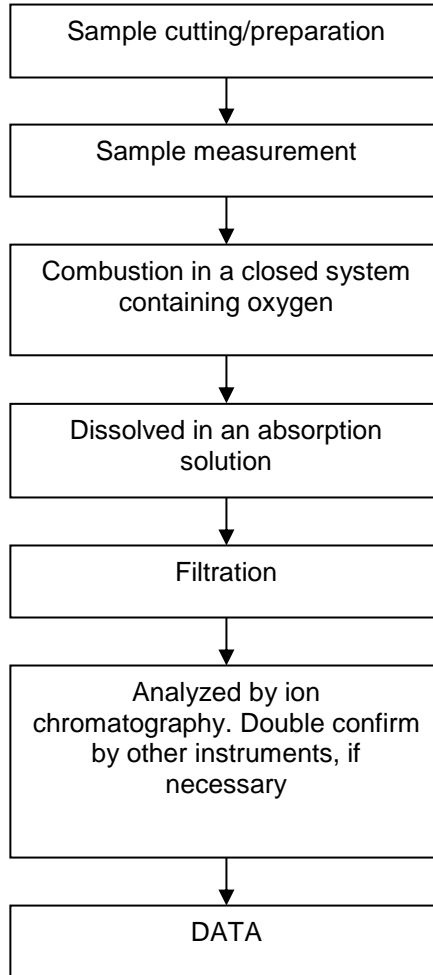 Sample cutting/preparation
Sample measurement
Combustion in a closed system
containing oxygen
Dissolved in an absorption
solution
Filtration
Analyzed by ion
chromatography. Double confirm
by other instruments, if
necessary
DATA